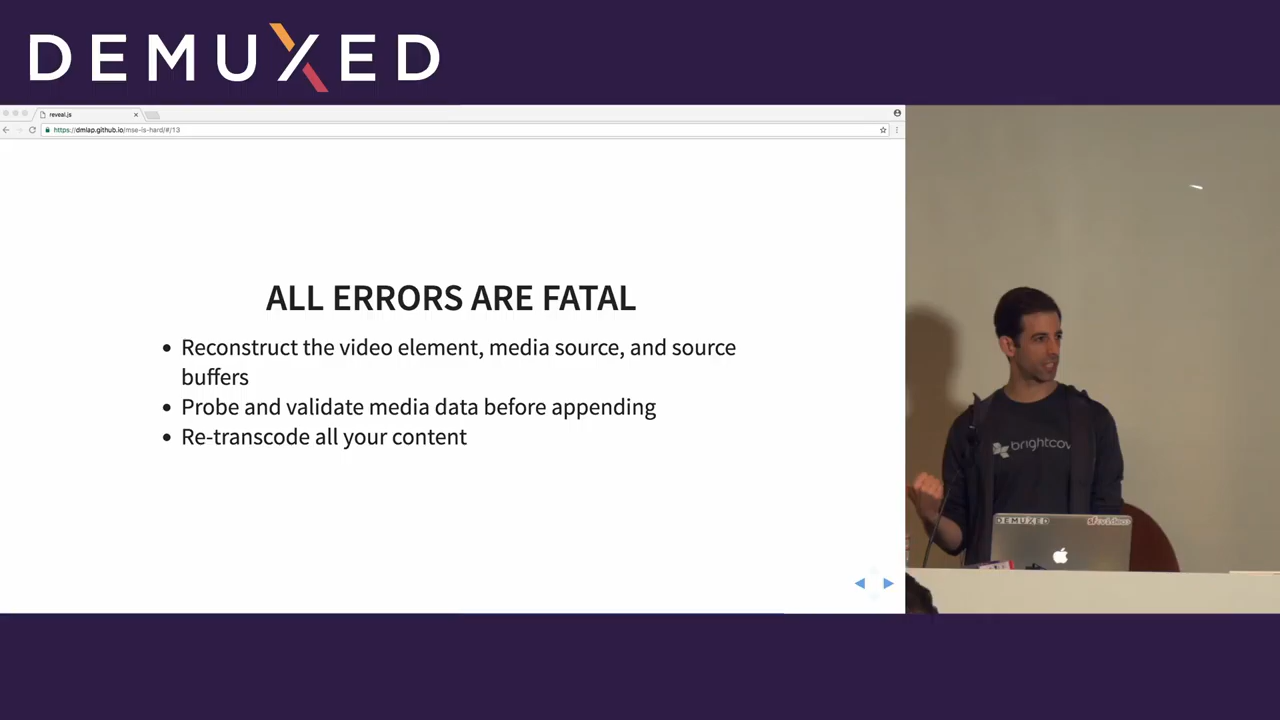 DEMUXED
reveal.js
https://dmlap.github.io/mse-is-hard/#/13
ALL ERRORS ARE FATAL
Reconstruct the video element, media source, and source
buffers
Probe and validate media data before appending
Re-transcode all your content
brightcov
DEMUXED
sfvideo